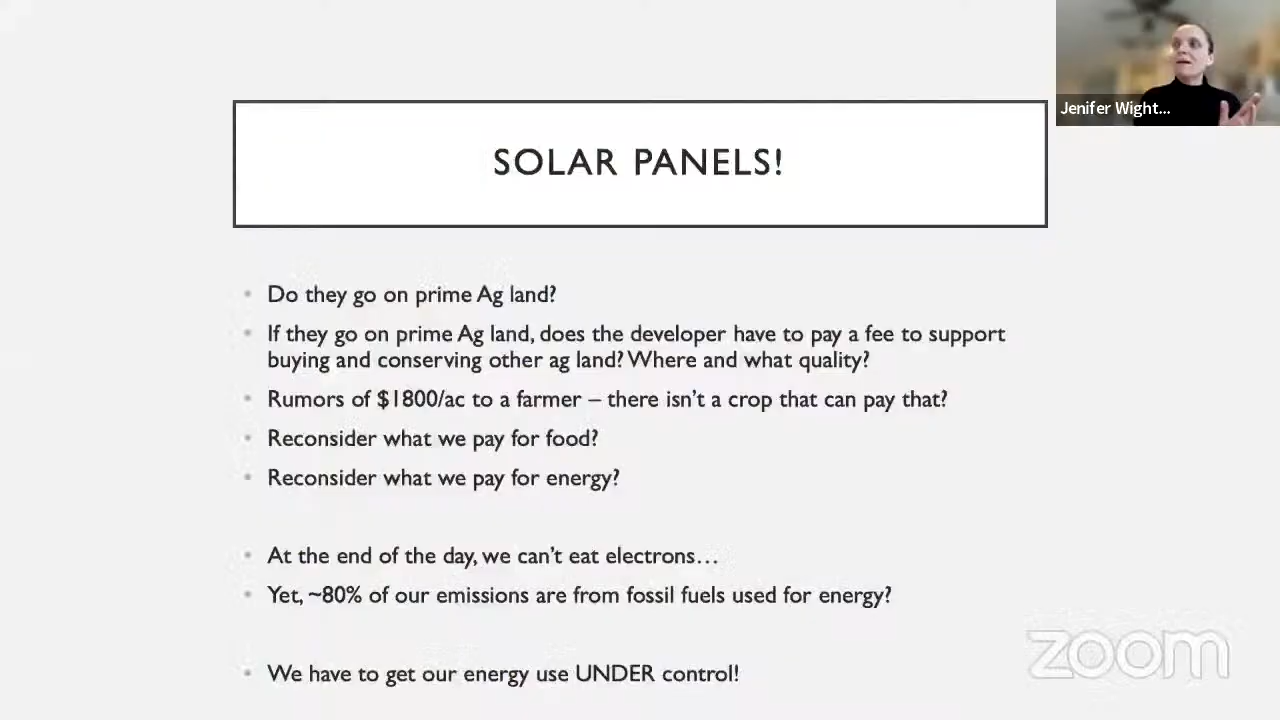 Jenifer Wight...
SOLAR PANELS!
• Do they go on prime Ag land?
• If they go on prime Ag land, does the developer have to pay a fee to support
buying and conserving other ag land? Where and what quality?
• Rumors of $1800/ac to a farmer – there isn't a crop that can pay that?
• Reconsider what we pay for food?
• Reconsider what we pay for energy?
• At the end of the day, we can't eat electrons...
• Yet, ~80% of our emissions are from fossil fuels used for energy?
• We have to get our energy use UNDER control!
zoom